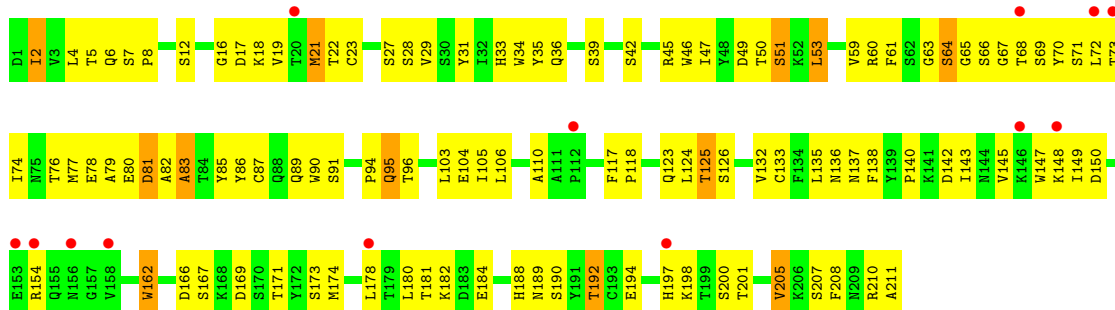 D1 I2 V3 L4 T5 Q6 S7 P8 S12 G16 D17 K18 V19 T20 M21 T22 C23 S27 S28 V29 S30 Y31 I32 H33 W34 Y35 Q36 S39 S42 R45 W46 I47 Y48 D49 T50 S51 K52 L53 V59 R60 F61 S62 G63 S64 G65 S66 G67 T68 S69 Y70 S71 L72 T73
I74 N75 T76 M77 E78 A79 E80 D81 A82 A83 T84 Y85 Y86 C87 Q88 Q89 W90 S91 P94 Q95 T96 L103 E104 I105 L106 A110 A111 P112 F117 P118 Q123 L124 T125 S126 V132 C133 F134 L135 N136 N137 F138 Y139 P140 K141 D142 I143 N144 V145 K146 W147 K148 I149 D150
E153 R154 Q155 N156 G157 V158 W162 D166 S167 K168 D169 S170 T171 Y172 S173 M174 L178 T179 L180 T181 K182 D183 E184 H188 N189 S190 Y191 T192 C193 E194 H197 K198 T199 S200 T201 V205 K206 S207 F208 N209 R210 A211